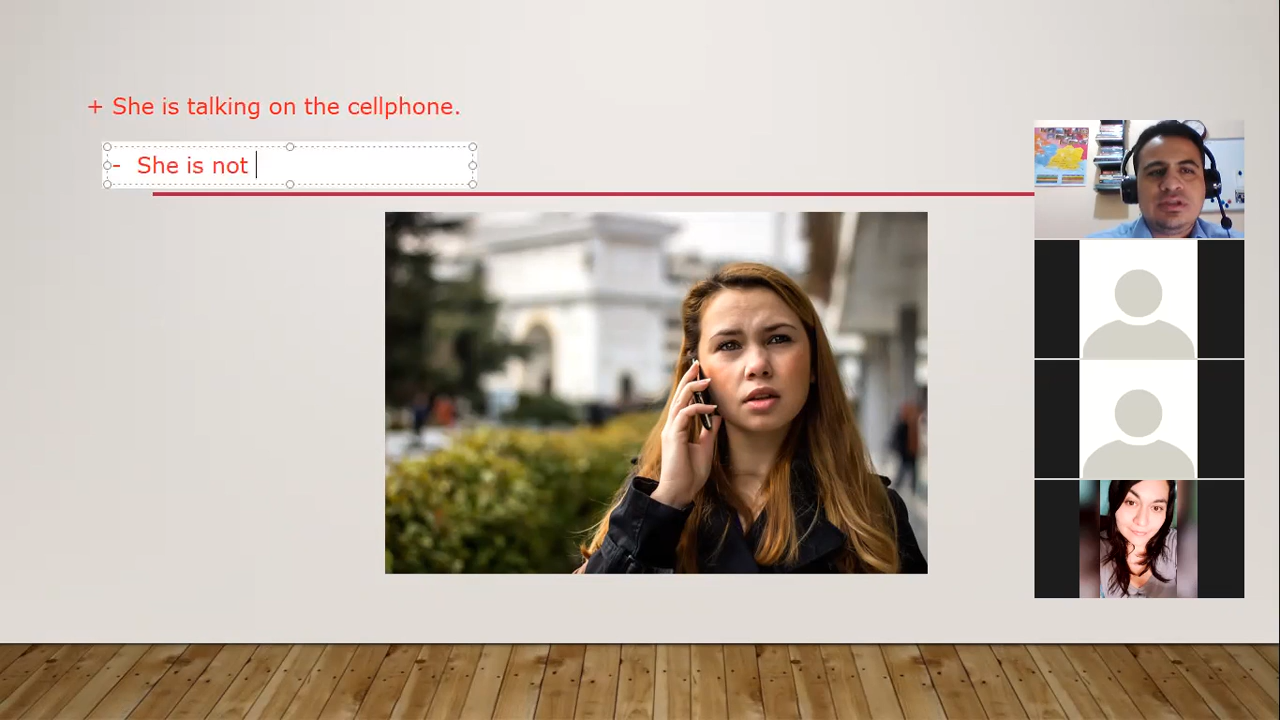 + She is talking on the cellphone.
- She is not